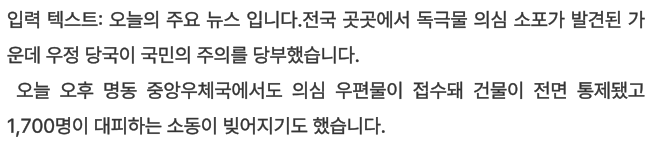 입력 텍스트: 오늘의 주요 뉴스 입니다.전국 곳곳에서 독극물 의심 소포가 발견된 가
운데 우정 당국이 국민의 주의를 당부했습니다.
오늘 오후 명동 중앙우체국에서도 의심 우편물이 접수돼 건물이 전면 통제됐고
1,700명이 대피하는 소동이 빚어지기도 했습니다.